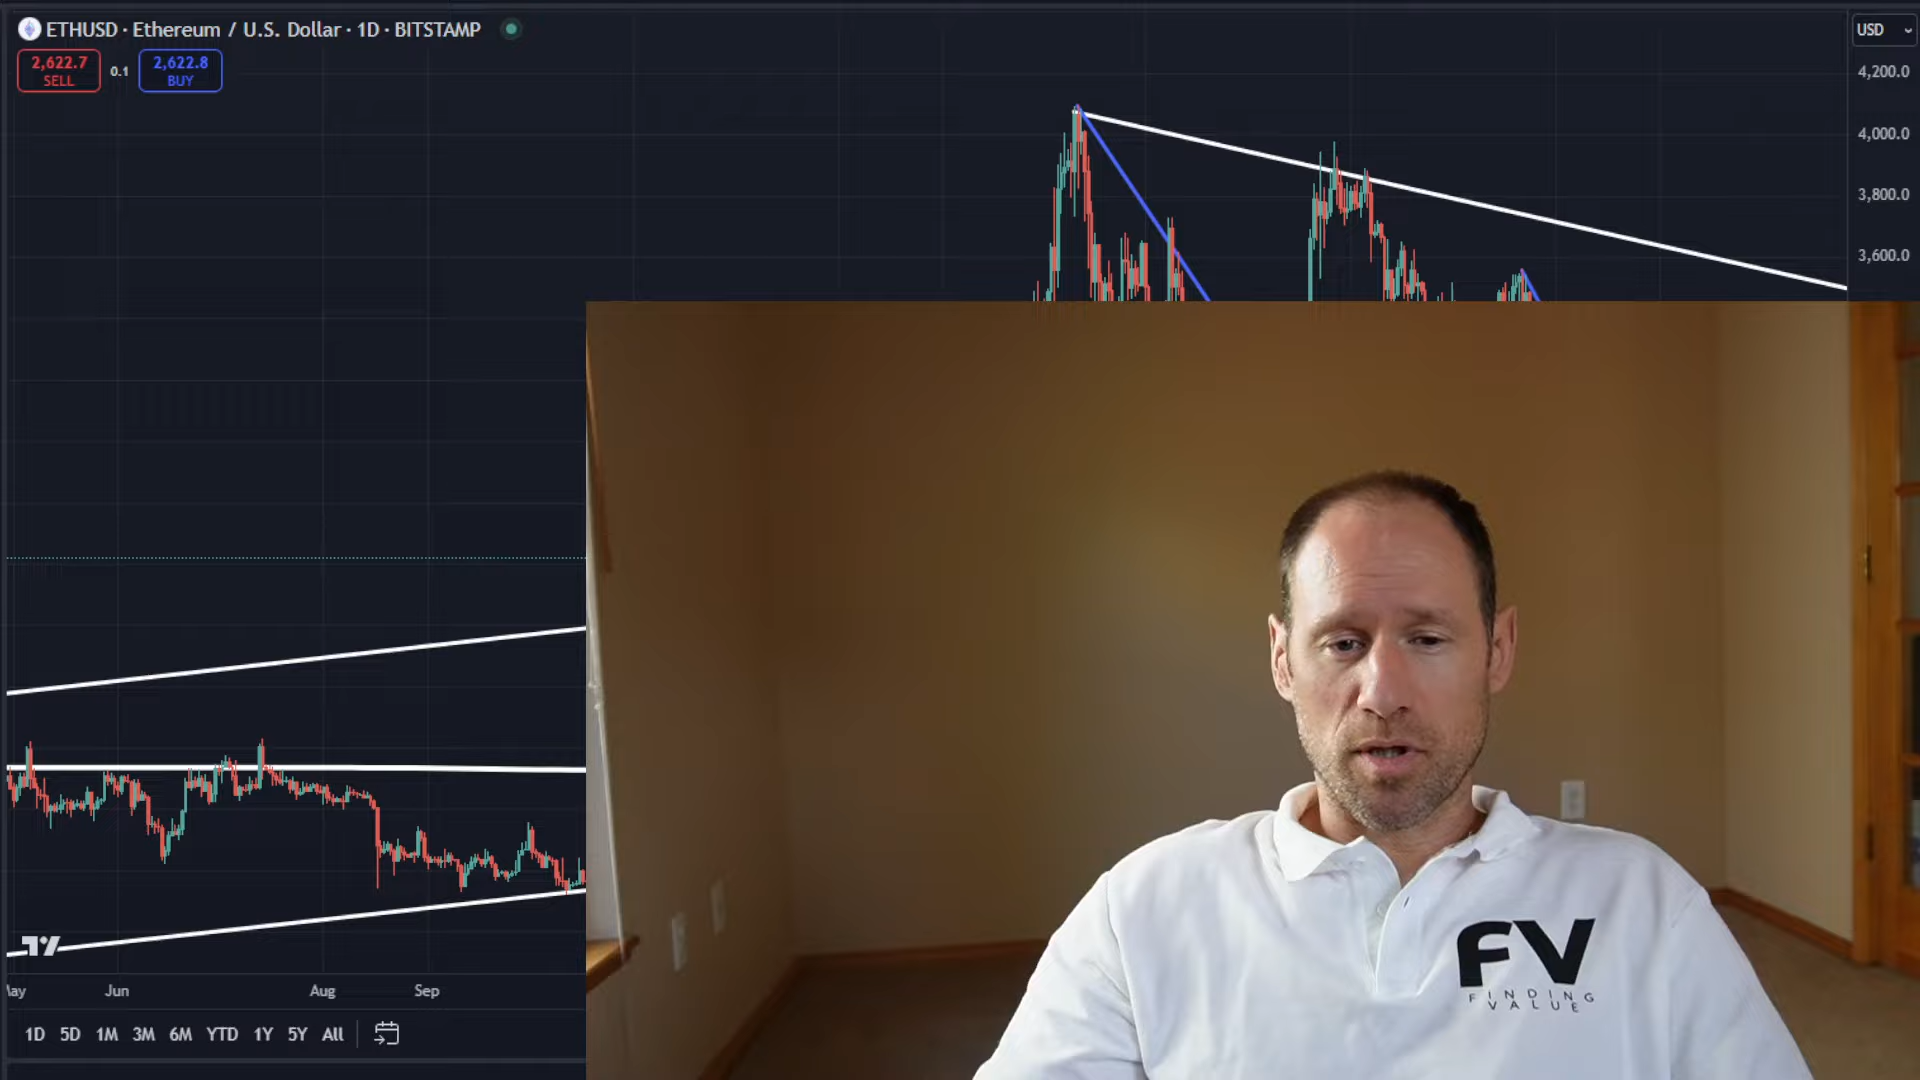 ETHUSD · Ethereum / U.S. Dollar · 1D · BITSTAMP
USD
2,622.7
SELL
0.1
2,622.8
BUY
4,200.0
4,000.0
3,800.0
3,600.0
FV
FINDING
VALUE
May
Jun
Aug
Sep
1D 5D 1M 3M 6M YTD 1Y 5Y All